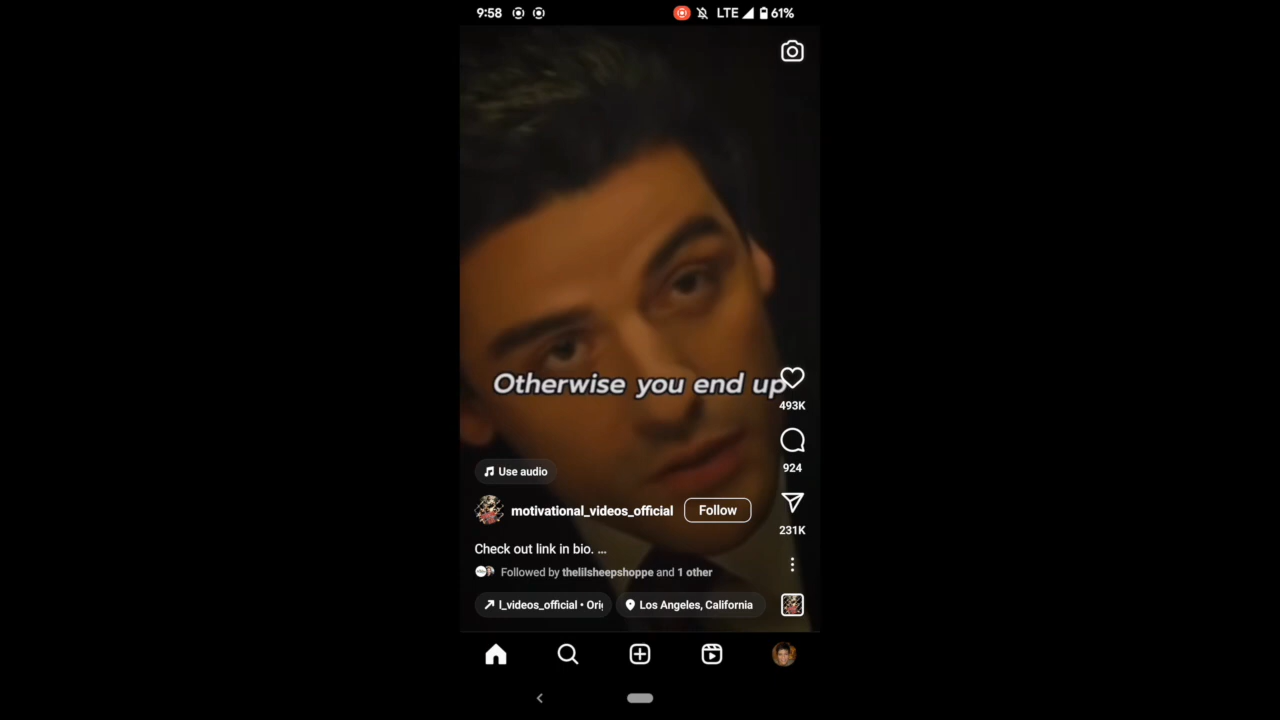 9:58
LTE 61%
Otherwise you end up
493K
924
Use audio
motivational_videos_official Follow
231K
Check out link in bio. ...
Followed by thelilsheepshoppe and 1 other
l_videos_official • Ori
Los Angeles, California